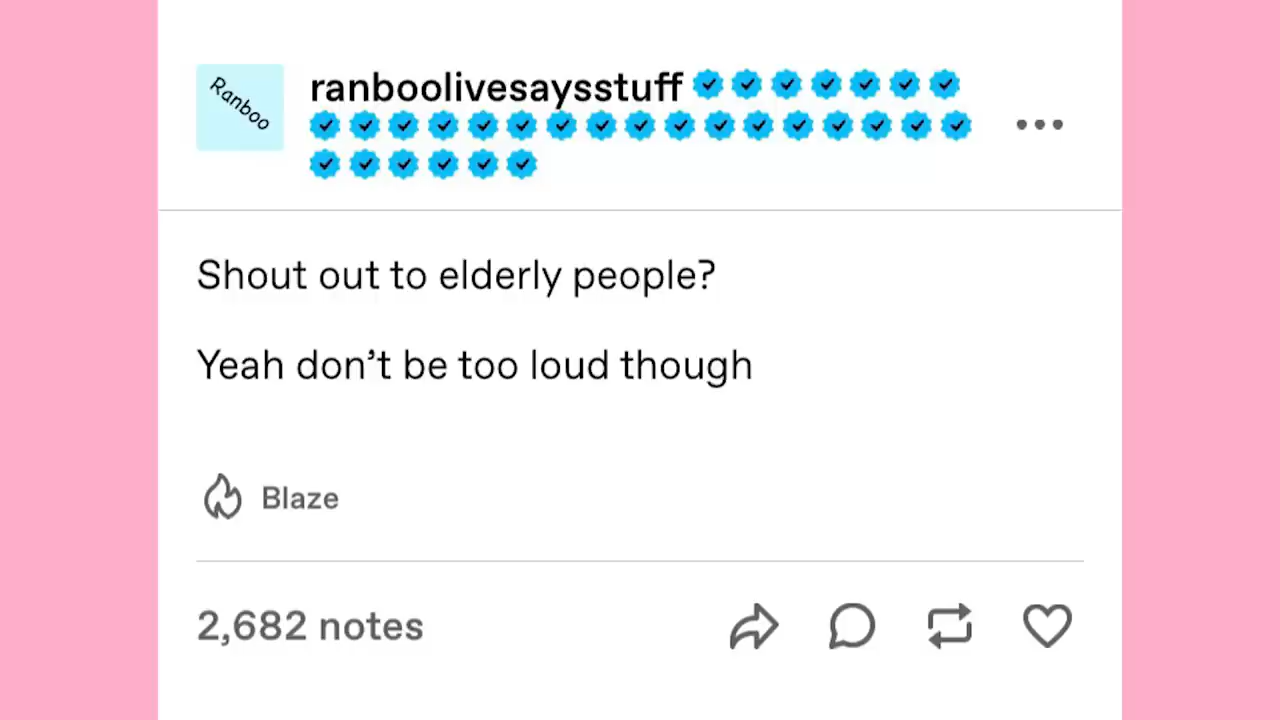 Ranboo
ranboolivesaysstuff
Shout out to elderly people?
Yeah don’t be too loud though
Blaze
2,682 notes